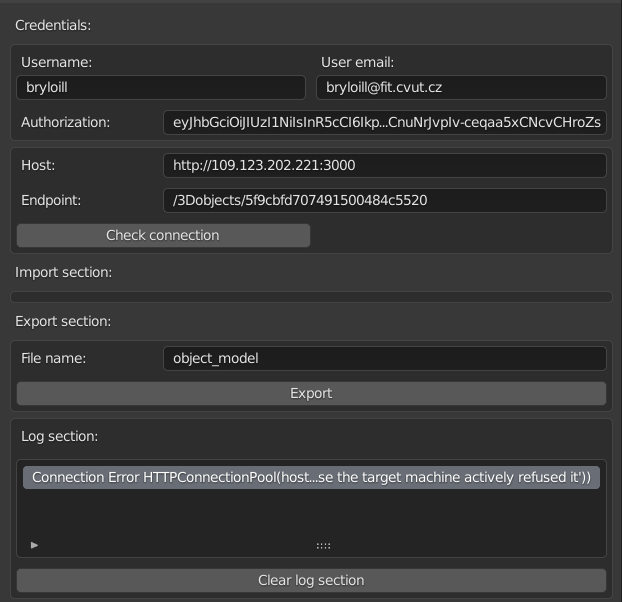 Credentials:
Username: User email:
bryloill bryloill@fit.cvut.cz
Authorization: eyJhbGciOiJIUzI1NiIsInR5cCI6Ikp...CnuNrJvpIv-ceqaa5xCNcvCHroZs
Host: http://109.123.202.221:3000
Endpoint: /3Dobjects/5f9cbfd707491500484c5520
Check connection
Import section:
Export section:
File name: object_model
Export
Log section:
Connection Error HTTPConnectionPool(host...se the target machine actively refused it'))
Clear log section